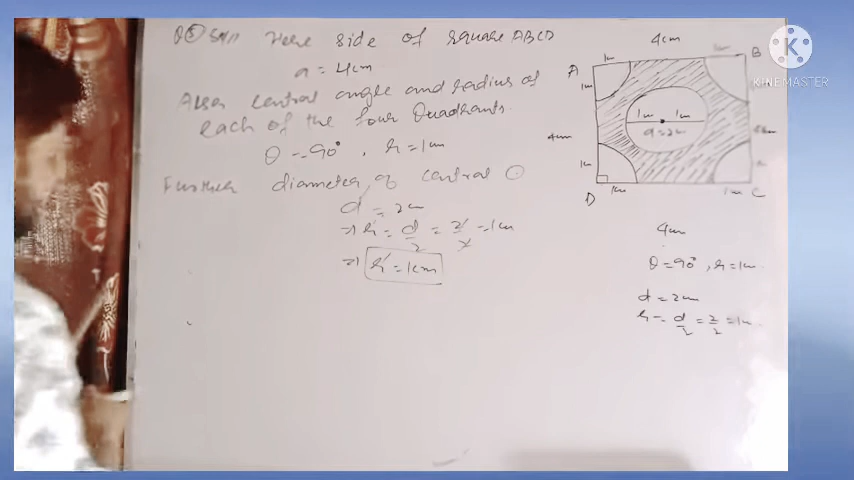 Q⑤ Soln Here side of square ABCD
a = 4cm
Also central angle and radius of
each of the four Quadrants.
θ = 90°, r = 1cm
Further diameter of central ⊙
d = 2cm
⇒ r' = d/2 = 2/2 = 1cm
⇒ r' = 1cm
4cm
1cm
1cm
B
A
1cm
1cm 1cm
d = 2cm
4cm
1cm
D
1cm
1cm
C
4cm
θ = 90°, r = 1cm
d = 2cm
r = d/2 = 2/2 = 1cm
K
KINEMASTER